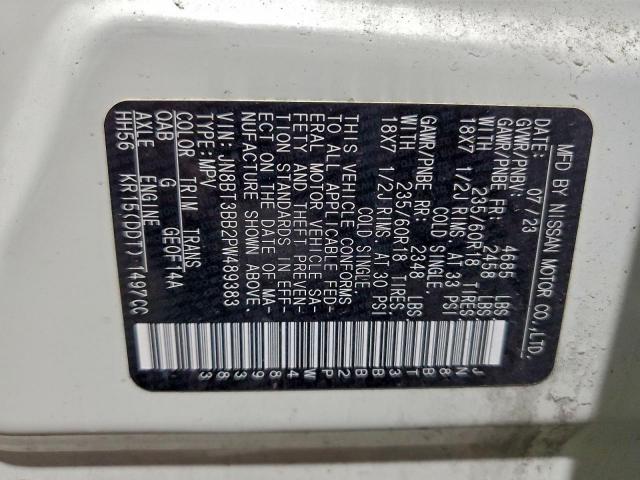 MFD BY NISSAN MOTOR CO.,LTD.
DATE: 07/23
GVWR/PNBV: 4685 LBS
GAWR/PNBE FR: 2458 LBS
WITH 235/60R18 TIRES,
18X7 1/2J RIMS. AT 33 PSI
COLD SINGLE.
GAWR/PNBE RR: 2348 LBS
WITH 235/60R18 TIRES,
18X7 1/2J RIMS. AT 30 PSI
COLD SINGLE.
THIS VEHICLE CONFORMS
TO ALL APPLICABLE FED-
ERAL MOTOR VEHICLE SA-
FETY AND THEFT PREVEN-
TION STANDARDS IN EFF-
ECT ON THE DATE OF MA-
NUFACTURE SHOWN ABOVE.
VIN: JN8BT3BB2PW489383
TYPE: MPV
COLOR TRIM TRANS
QAB G GE0F14A
AXLE ENGINE
HH56 KR15(DDT) 1497CC
JN8BT3BB2PW489383